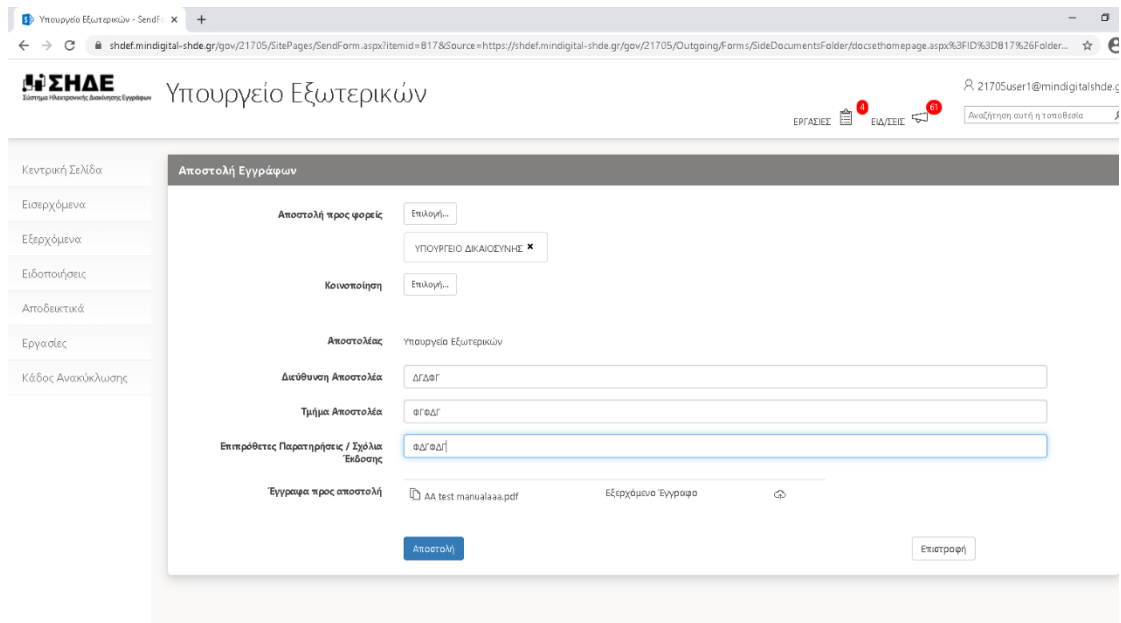 Υπουργείο Εξωτερικών - SendFo
shdef.mindigital-shde.gr/gov/21705/SitePages/SendForm.aspx?itemid=817&Source=https://shdef.mindigital-shde.gr/gov/21705/Outgoing/Forms/SideDocumentsFolder/docsethomepage.aspx%3FID%3D817%26Folder...
ΣΗΔΕ
Σύστημα Ηλεκτρονικής Διακίνησης Εγγράφων
Υπουργείο Εξωτερικών
21705user1@mindigitalshde.g
ΕΡΓΑΣΙΕΣ 4 ΕΙΔ/ΣΕΙΣ 61
Αναζήτηση αυτή η τοποθεσία
Κεντρική Σελίδα
Εισερχόμενα
Εξερχόμενα
Ειδοποιήσεις
Αποδεικτικά
Εργασίες
Κάδος Ανακύκλωσης
Αποστολή Εγγράφων
Αποστολή προς φορείς Επιλογή...
ΥΠΟΥΡΓΕΙΟ ΔΙΚΑΙΟΣΥΝΗΣ ×
Κοινοποίηση Επιλογή...
Αποστολέας Υπουργείο Εξωτερικών
Διεύθυνση Αποστολέα ΔΓΔΦΓ
Τμήμα Αποστολέα ΦΓΦΔΓ
Επιπρόθετες Παρατηρήσεις / Σχόλια
Έκδοσης ΦΔΓΦΔΓ
Έγγραφα προς αποστολή AA test manualaaa.pdf Εξερχόμενο Έγγραφο
Αποστολή Επιστροφή